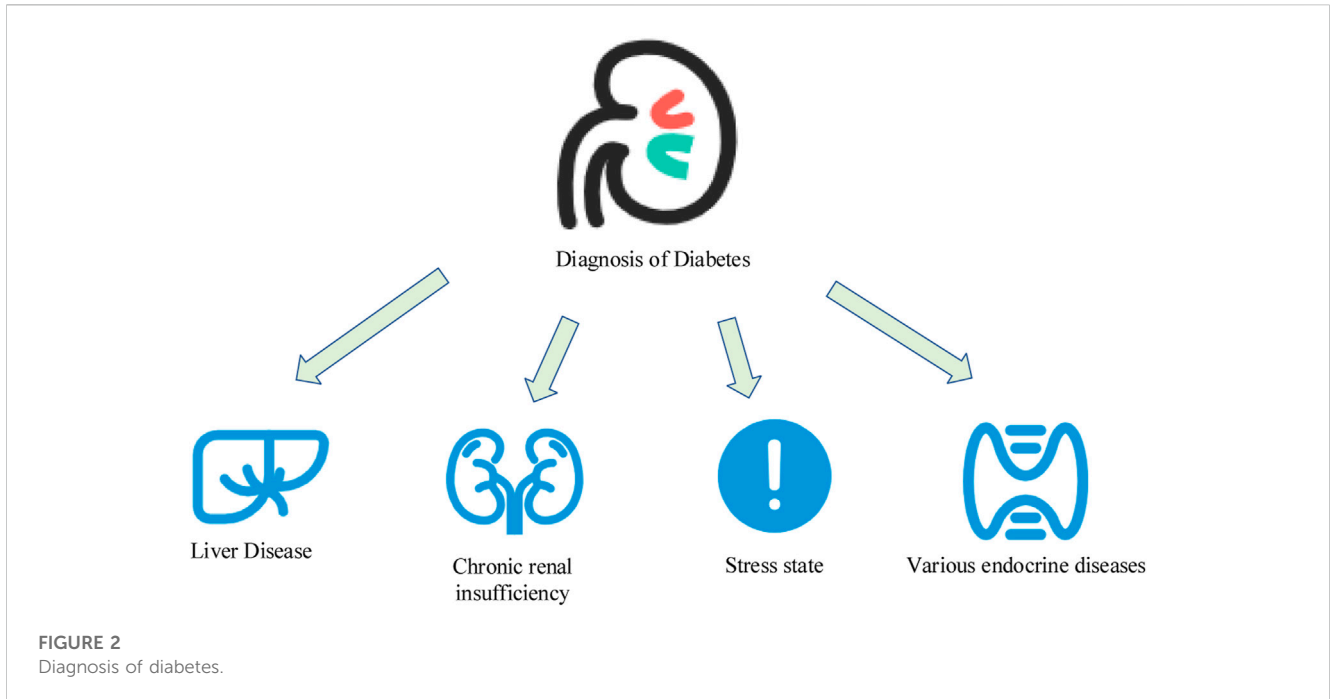 Diagnosis of Diabetes
Liver Disease
Chronic renal
insufficiency
Stress state
Various endocrine diseases
FIGURE 2
Diagnosis of diabetes.